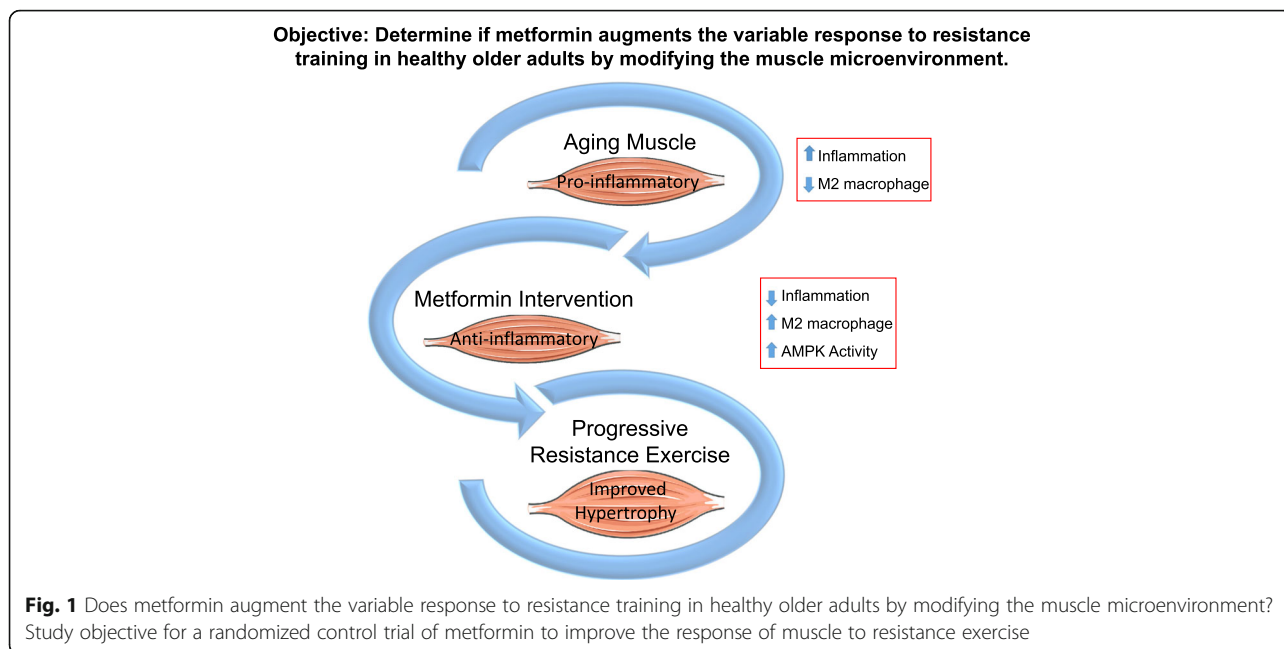 Objective: Determine if metformin augments the variable response to resistance
training in healthy older adults by modifying the muscle microenvironment.
Aging Muscle
Pro-inflammatory
Inflammation
M2 macrophage
Metformin Intervention
Anti-inflammatory
Inflammation
M2 macrophage
AMPK Activity
Progressive
Resistance Exercise
Improved
Hypertrophy
Fig. 1 Does metformin augment the variable response to resistance training in healthy older adults by modifying the muscle microenvironment?
Study objective for a randomized control trial of metformin to improve the response of muscle to resistance exercise